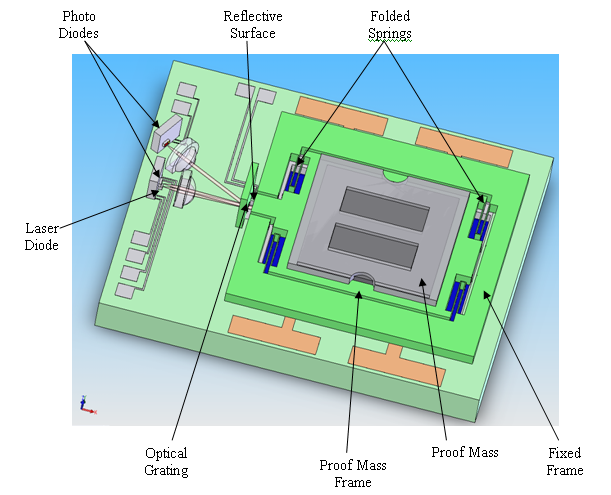 Photo
Diodes
Reflective
Surface
Folded
Springs
Laser
Diode
Optical
Grating
Proof Mass
Frame
Proof Mass
Fixed
Frame